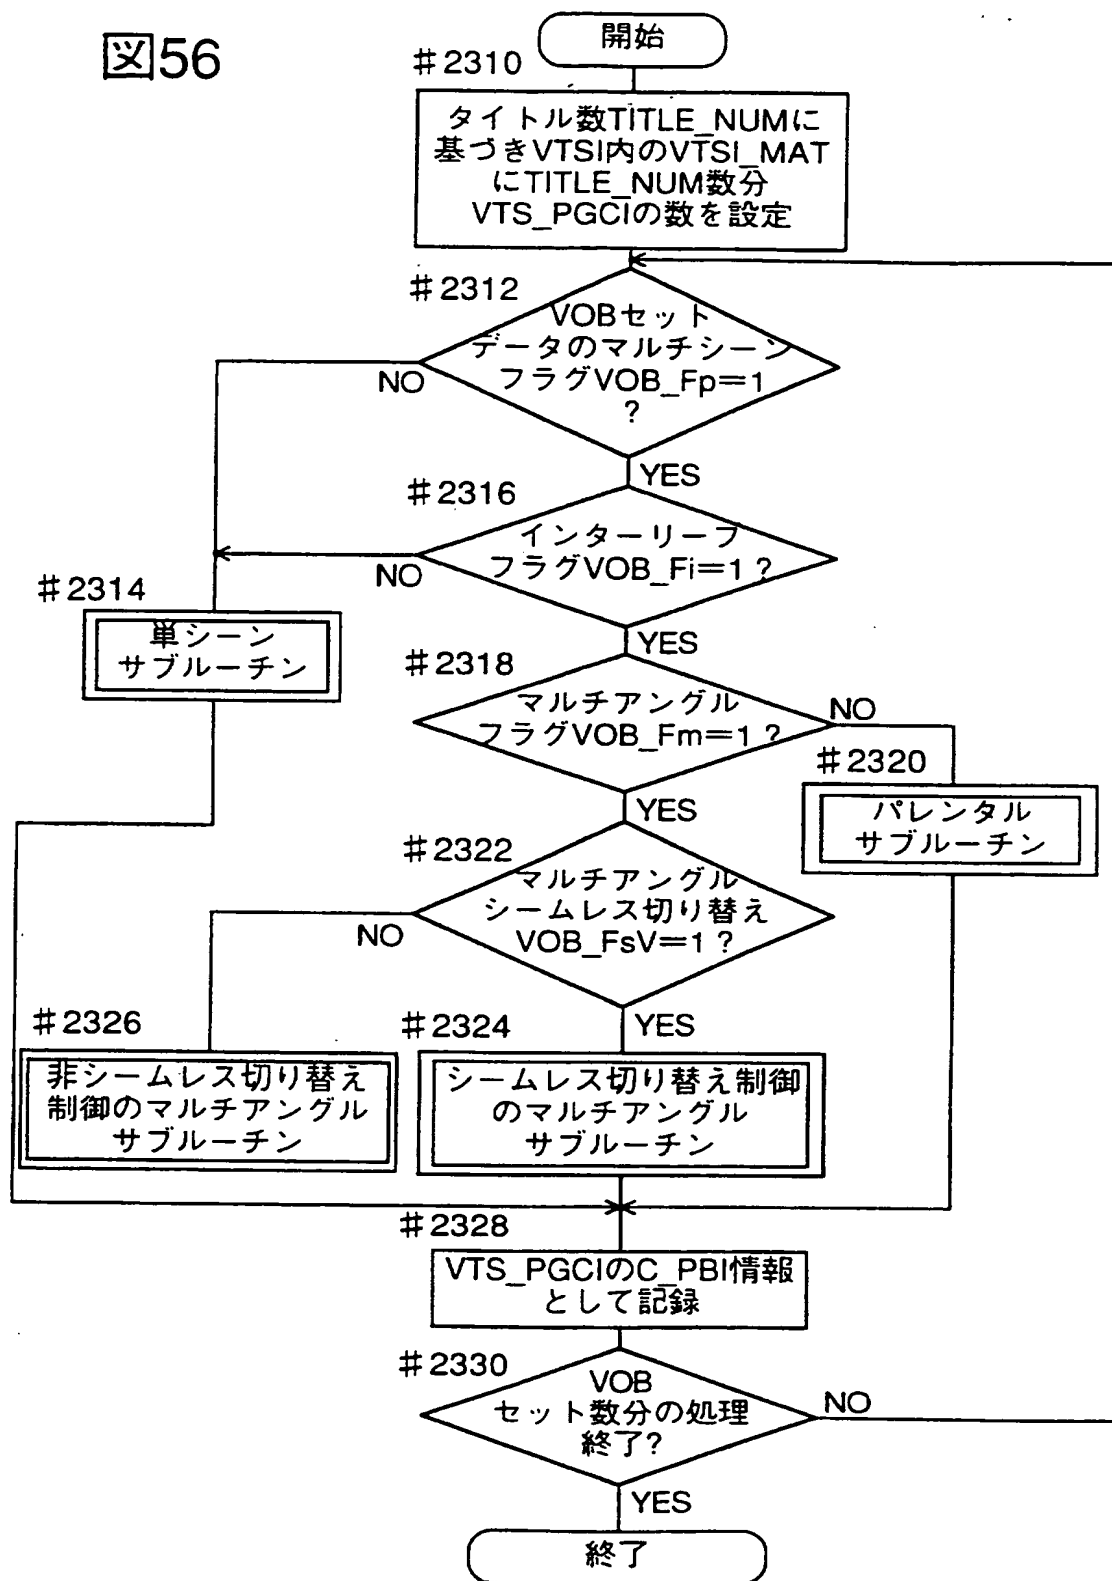 図56
開始
#2310
タイトル数TITLE_NUMに
基づきVTSI内のVTSI_MAT
にTITLE_NUM数分
VTS_PGCIの数を設定
#2312
VOBセット
データのマルチシーン
フラグVOB_Fp=1
?
NO
YES
#2316
インターリーブ
フラグVOB_Fi=1?
NO
YES
#2314
単シーン
サブルーチン
#2318
マルチアングル
フラグVOB_Fm=1?
NO
YES
#2320
パレンタル
サブルーチン
#2322
マルチアングル
シームレス切り替え
VOB_FsV=1?
NO
YES
#2326
非シームレス切り替え
制御のマルチアングル
サブルーチン
#2324
シームレス切り替え制御
のマルチアングル
サブルーチン
#2328
VTS_PGCIのC_PBI情報
として記録
#2330
VOB
セット数分の処理
終了?
NO
YES
終了